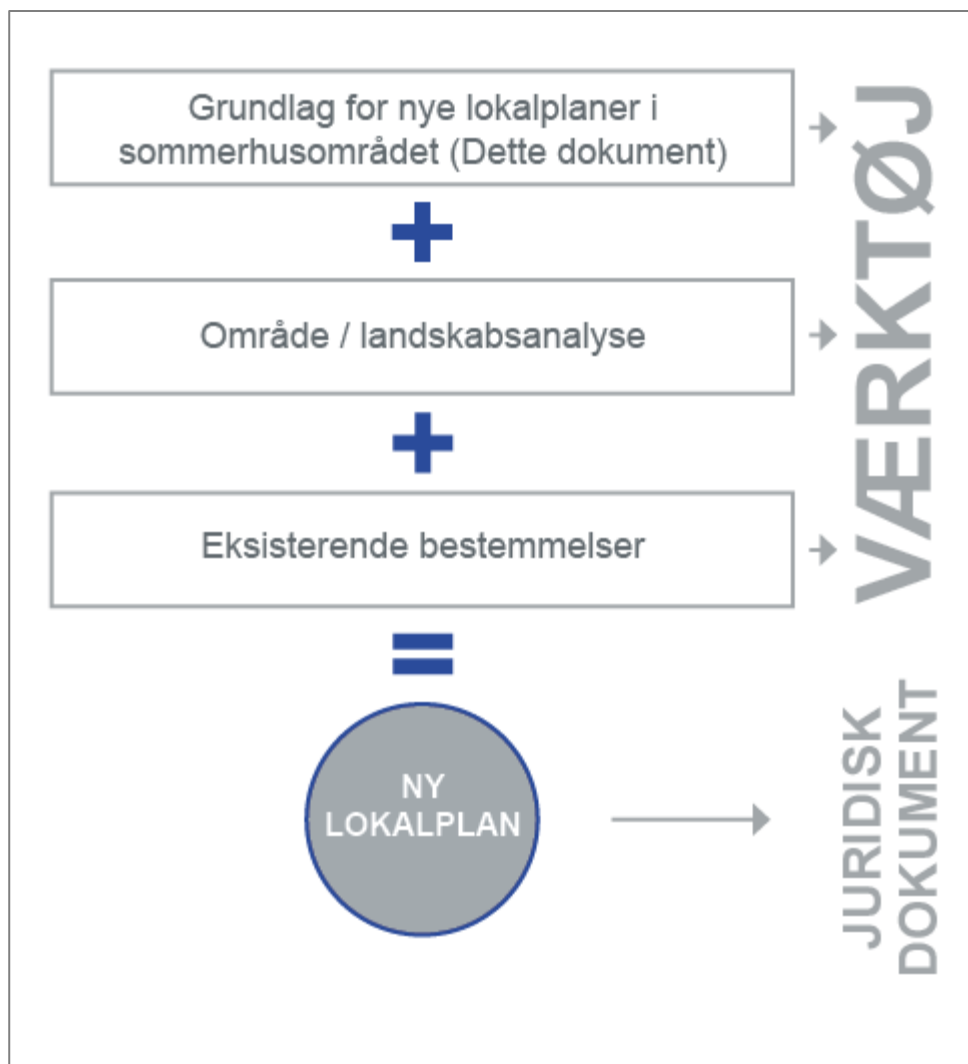 Grundlag for nye lokalplaner i
sommerhusområdet (Dette dokument)
+
Område / landskabsanalyse
+
Eksisterende bestemmelser
=
NY
LOKALPLAN
VÆRKTØJ
JURIDISK
DOKUMENT